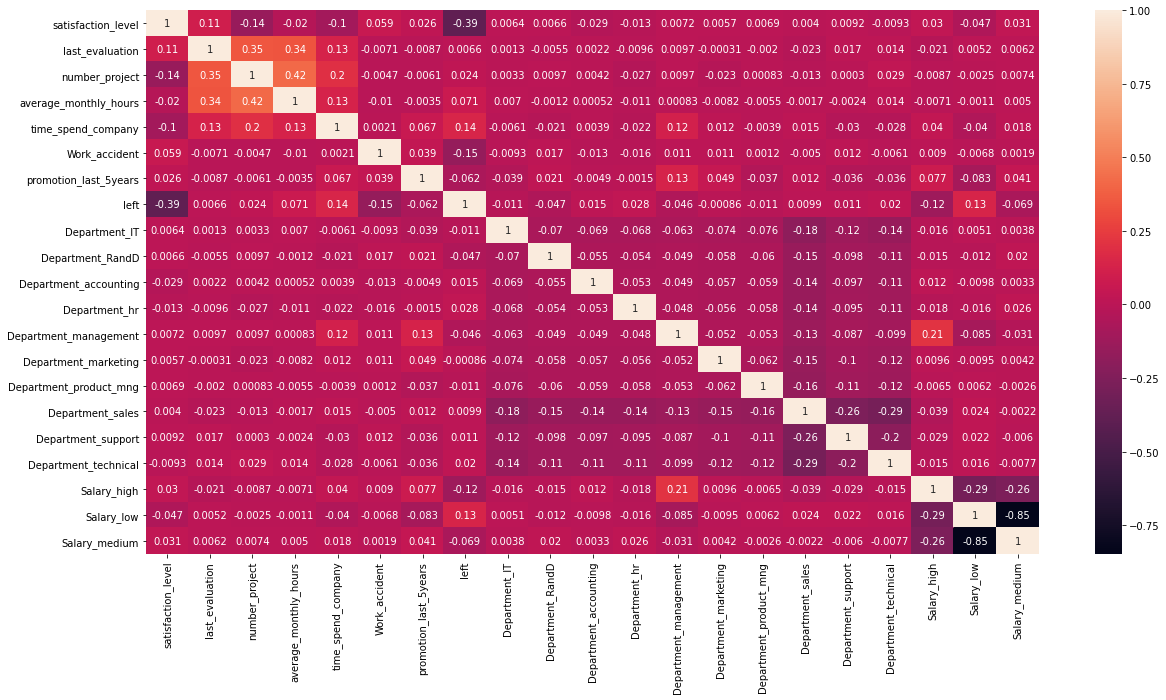 satisfaction_level 1 0.11 -0.14 -0.02 -0.1 0.059 0.026 -0.39 0.0064 0.0066 -0.029 -0.013 0.0072 0.0057 0.0069 0.004 0.0092 -0.0093 0.03 -0.047 0.031
last_evaluation 0.11 1 0.35 0.34 0.13 -0.0071 -0.0087 0.0066 0.0013 -0.0055 0.0022 -0.0096 0.0097 -0.00031 -0.002 -0.023 0.017 0.014 -0.021 0.0052 0.0062
number_project -0.14 0.35 1 0.42 0.2 -0.0047 -0.0061 0.024 0.0033 0.0097 0.0042 -0.027 0.0097 -0.023 0.00083 -0.013 0.0003 0.029 -0.0087 -0.0025 0.0074
average_monthly_hours -0.02 0.34 0.42 1 0.13 -0.01 -0.0035 0.071 0.007 -0.0012 0.00052 -0.011 0.00083 -0.0082 -0.0055 -0.0017 -0.0024 0.014 -0.0071 -0.0011 0.005
time_spend_company -0.1 0.13 0.2 0.13 1 0.0021 0.067 0.14 -0.0061 -0.021 0.0039 -0.022 0.12 0.012 -0.0039 0.015 -0.03 -0.028 0.04 -0.04 0.018
Work_accident 0.059 -0.0071 -0.0047 -0.01 0.0021 1 0.039 -0.15 -0.0093 0.017 -0.013 -0.016 0.011 0.011 0.0012 -0.005 0.012 -0.0061 0.009 -0.0068 0.0019
promotion_last_5years 0.026 -0.0087 -0.0061 -0.0035 0.067 0.039 1 -0.062 -0.039 0.021 -0.0049 -0.0015 0.13 0.049 -0.037 0.012 -0.036 -0.036 0.077 -0.083 0.041
left -0.39 0.0066 0.024 0.071 0.14 -0.15 -0.062 1 -0.011 -0.047 0.015 0.028 -0.046 -0.00086 -0.011 0.0099 0.011 0.02 -0.12 0.13 -0.069
Department_IT 0.0064 0.0013 0.0033 0.007 -0.0061 -0.0093 -0.039 -0.011 1 -0.07 -0.069 -0.068 -0.063 -0.074 -0.076 -0.18 -0.12 -0.14 -0.016 0.0051 0.0038
Department_RandD 0.0066 -0.0055 0.0097 -0.0012 -0.021 0.017 0.021 -0.047 -0.07 1 -0.055 -0.054 -0.049 -0.058 -0.06 -0.15 -0.098 -0.11 -0.015 -0.012 0.02
Department_accounting -0.029 0.0022 0.0042 0.00052 0.0039 -0.013 -0.0049 0.015 -0.069 -0.055 1 -0.053 -0.049 -0.057 -0.059 -0.14 -0.097 -0.11 0.012 -0.0098 0.0033
Department_hr -0.013 -0.0096 -0.027 -0.011 -0.022 -0.016 -0.0015 0.028 -0.068 -0.054 -0.053 1 -0.048 -0.056 -0.058 -0.14 -0.095 -0.11 -0.018 -0.016 0.026
Department_management 0.0072 0.0097 0.0097 0.00083 0.12 0.011 0.13 -0.046 -0.063 -0.049 -0.049 -0.048 1 -0.052 -0.053 -0.13 -0.087 -0.099 0.21 -0.085 -0.031
Department_marketing 0.0057 -0.00031 -0.023 -0.0082 0.012 0.011 0.049 -0.00086 -0.074 -0.058 -0.057 -0.056 -0.052 1 -0.062 -0.15 -0.1 -0.12 0.0096 -0.0095 0.0042
Department_product_mng 0.0069 -0.002 0.00083 -0.0055 -0.0039 0.0012 -0.037 -0.011 -0.076 -0.06 -0.059 -0.058 -0.053 -0.062 1 -0.16 -0.11 -0.12 -0.0065 0.0062 -0.0026
Department_sales 0.004 -0.023 -0.013 -0.0017 0.015 -0.005 0.012 0.0099 -0.18 -0.15 -0.14 -0.14 -0.13 -0.15 -0.16 1 -0.26 -0.29 -0.039 0.024 -0.0022
Department_support 0.0092 0.017 0.0003 -0.0024 -0.03 0.012 -0.036 0.011 -0.12 -0.098 -0.097 -0.095 -0.087 -0.1 -0.11 -0.26 1 -0.2 -0.029 0.022 -0.006
Department_technical -0.0093 0.014 0.029 0.014 -0.028 -0.0061 -0.036 0.02 -0.14 -0.11 -0.11 -0.11 -0.099 -0.12 -0.12 -0.29 -0.2 1 -0.015 0.016 -0.0077
Salary_high 0.03 -0.021 -0.0087 -0.0071 0.04 0.009 0.077 -0.12 -0.016 -0.015 0.012 -0.018 0.21 0.0096 -0.0065 -0.039 -0.029 -0.015 1 -0.29 -0.26
Salary_low -0.047 0.0052 -0.0025 -0.0011 -0.04 -0.0068 -0.083 0.13 0.0051 -0.012 -0.0098 -0.016 -0.085 -0.0095 0.0062 0.024 0.022 0.016 -0.29 1 -0.85
Salary_medium 0.031 0.0062 0.0074 0.005 0.018 0.0019 0.041 -0.069 0.0038 0.02 0.0033 0.026 -0.031 0.0042 -0.0026 -0.0022 -0.006 -0.0077 -0.26 -0.85 1
satisfaction_level
last_evaluation
number_project
average_monthly_hours
time_spend_company
Work_accident
promotion_last_5years
left
Department_IT
Department_RandD
Department_accounting
Department_hr
Department_management
Department_marketing
Department_product_mng
Department_sales
Department_support
Department_technical
Salary_high
Salary_low
Salary_medium
1.00
0.75
0.50
0.25
0.00
−0.25
−0.50
−0.75